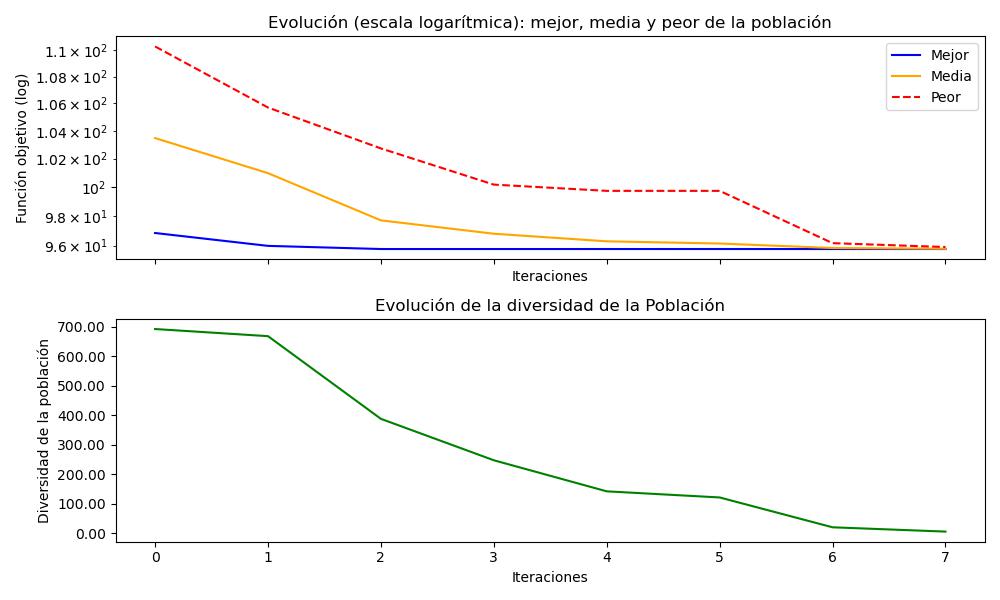 Evolución (escala logarítmica): mejor, media y peor de la población
Función objetivo (log)
1.1 × 10²
1.08 × 10²
1.06 × 10²
1.04 × 10²
1.02 × 10²
10²
9.8 × 10¹
9.6 × 10¹
Mejor
Media
Peor
Iteraciones
Evolución de la diversidad de la Población
Diversidad de la población
700.00
600.00
500.00
400.00
300.00
200.00
100.00
0.00
0 1 2 3 4 5 6 7
Iteraciones